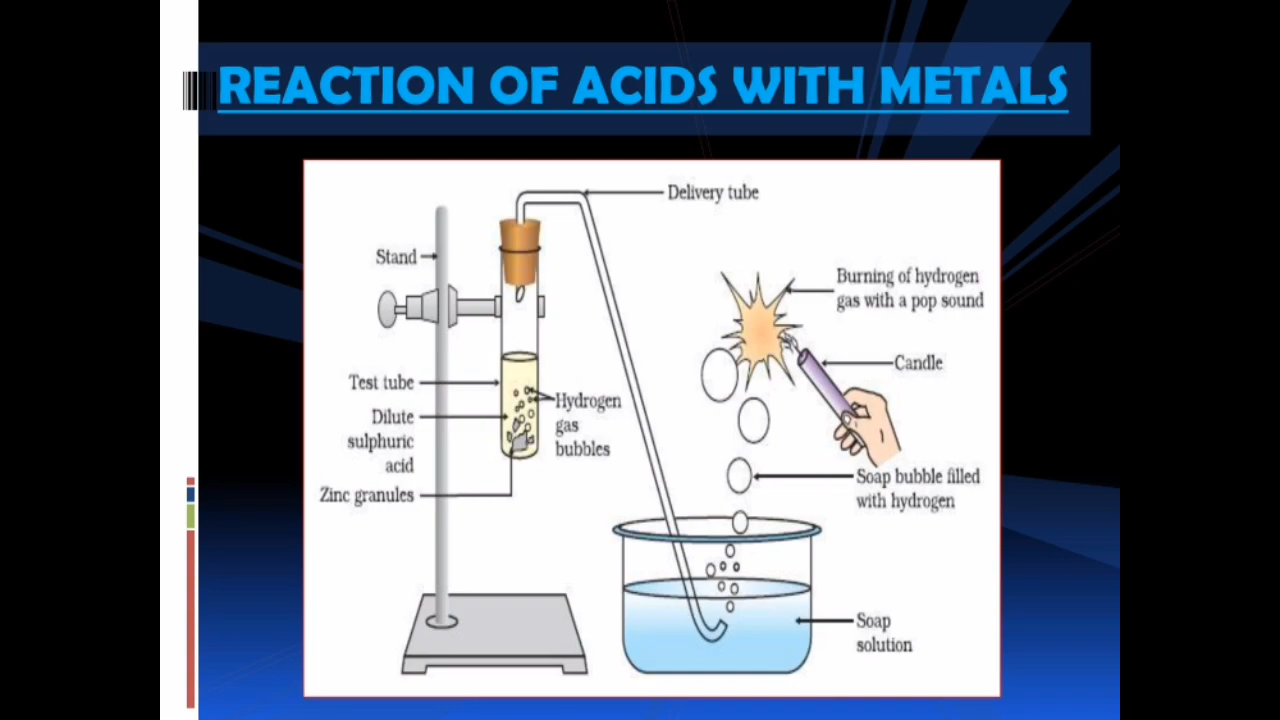 REACTION OF ACIDS WITH METALS
Delivery tube
Stand
Burning of hydrogen
gas with a pop sound
Candle
Test tube
Dilute
sulphuric
acid
Hydrogen
gas
bubbles
Zinc granules
Soap bubble filled
with hydrogen
Soap
solution